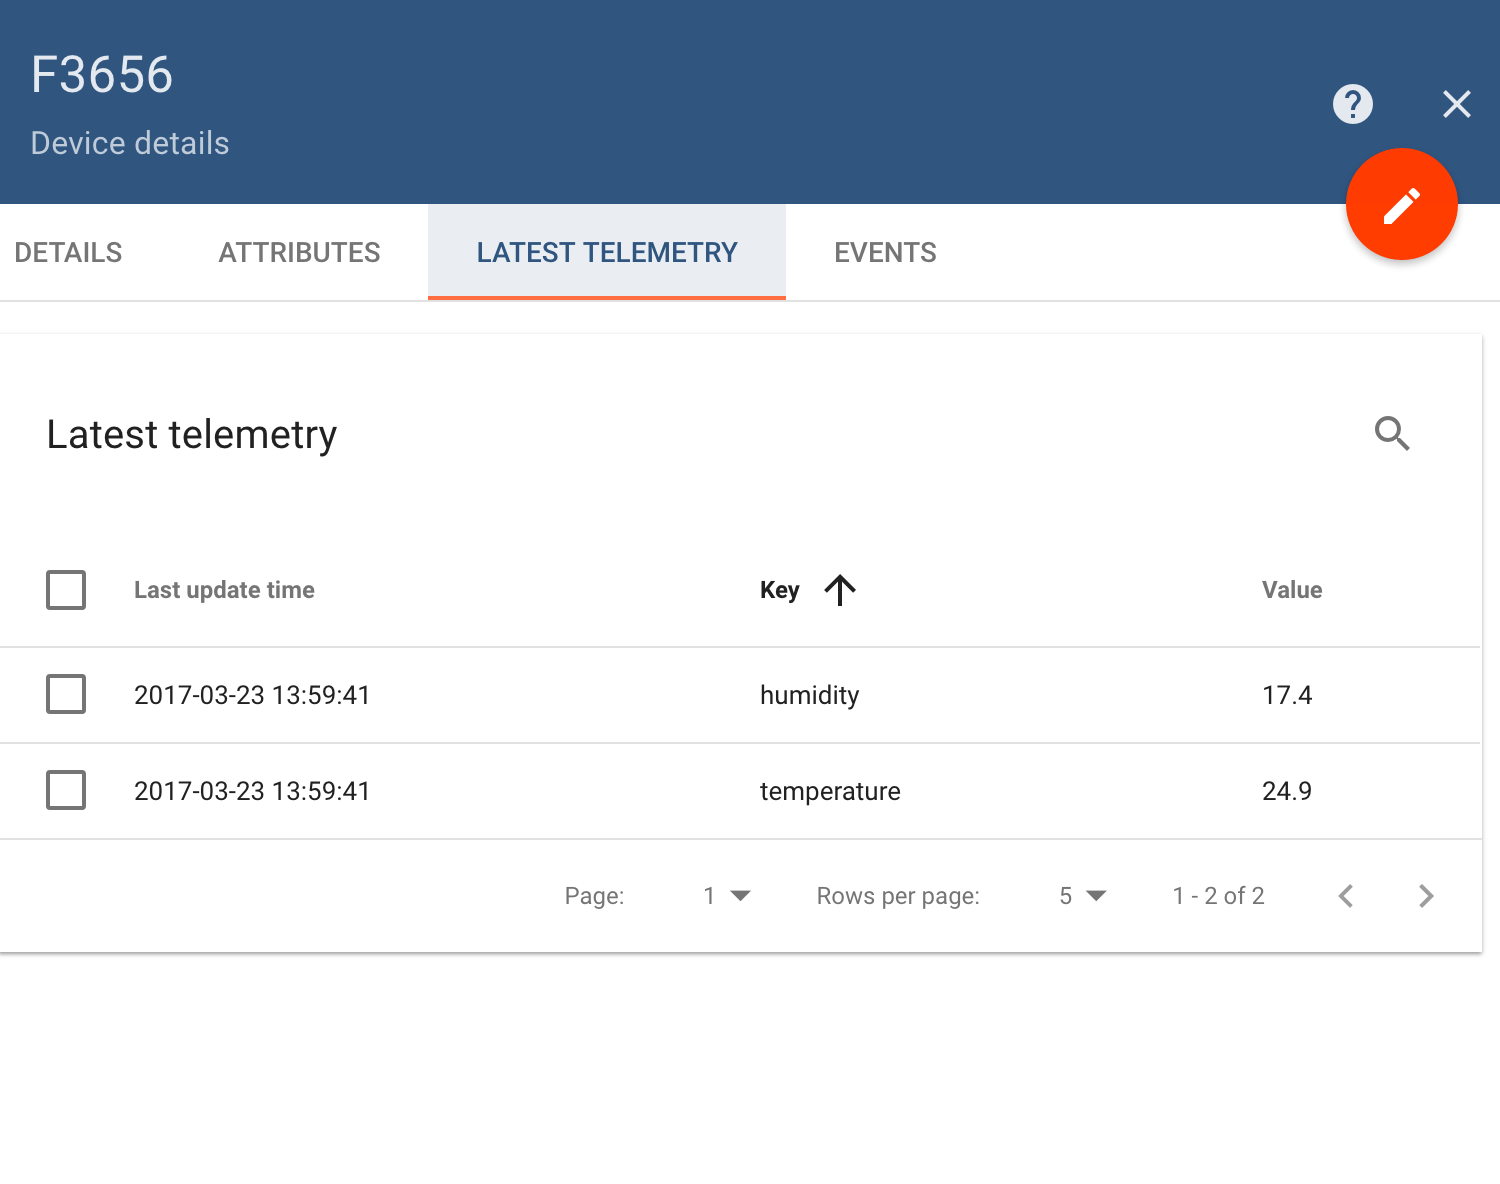 F3656
Device details
DETAILS ATTRIBUTES LATEST TELEMETRY EVENTS
Latest telemetry
Last update time Key Value
2017-03-23 13:59:41 humidity 17.4
2017-03-23 13:59:41 temperature 24.9
Page: 1 Rows per page: 5 1 - 2 of 2